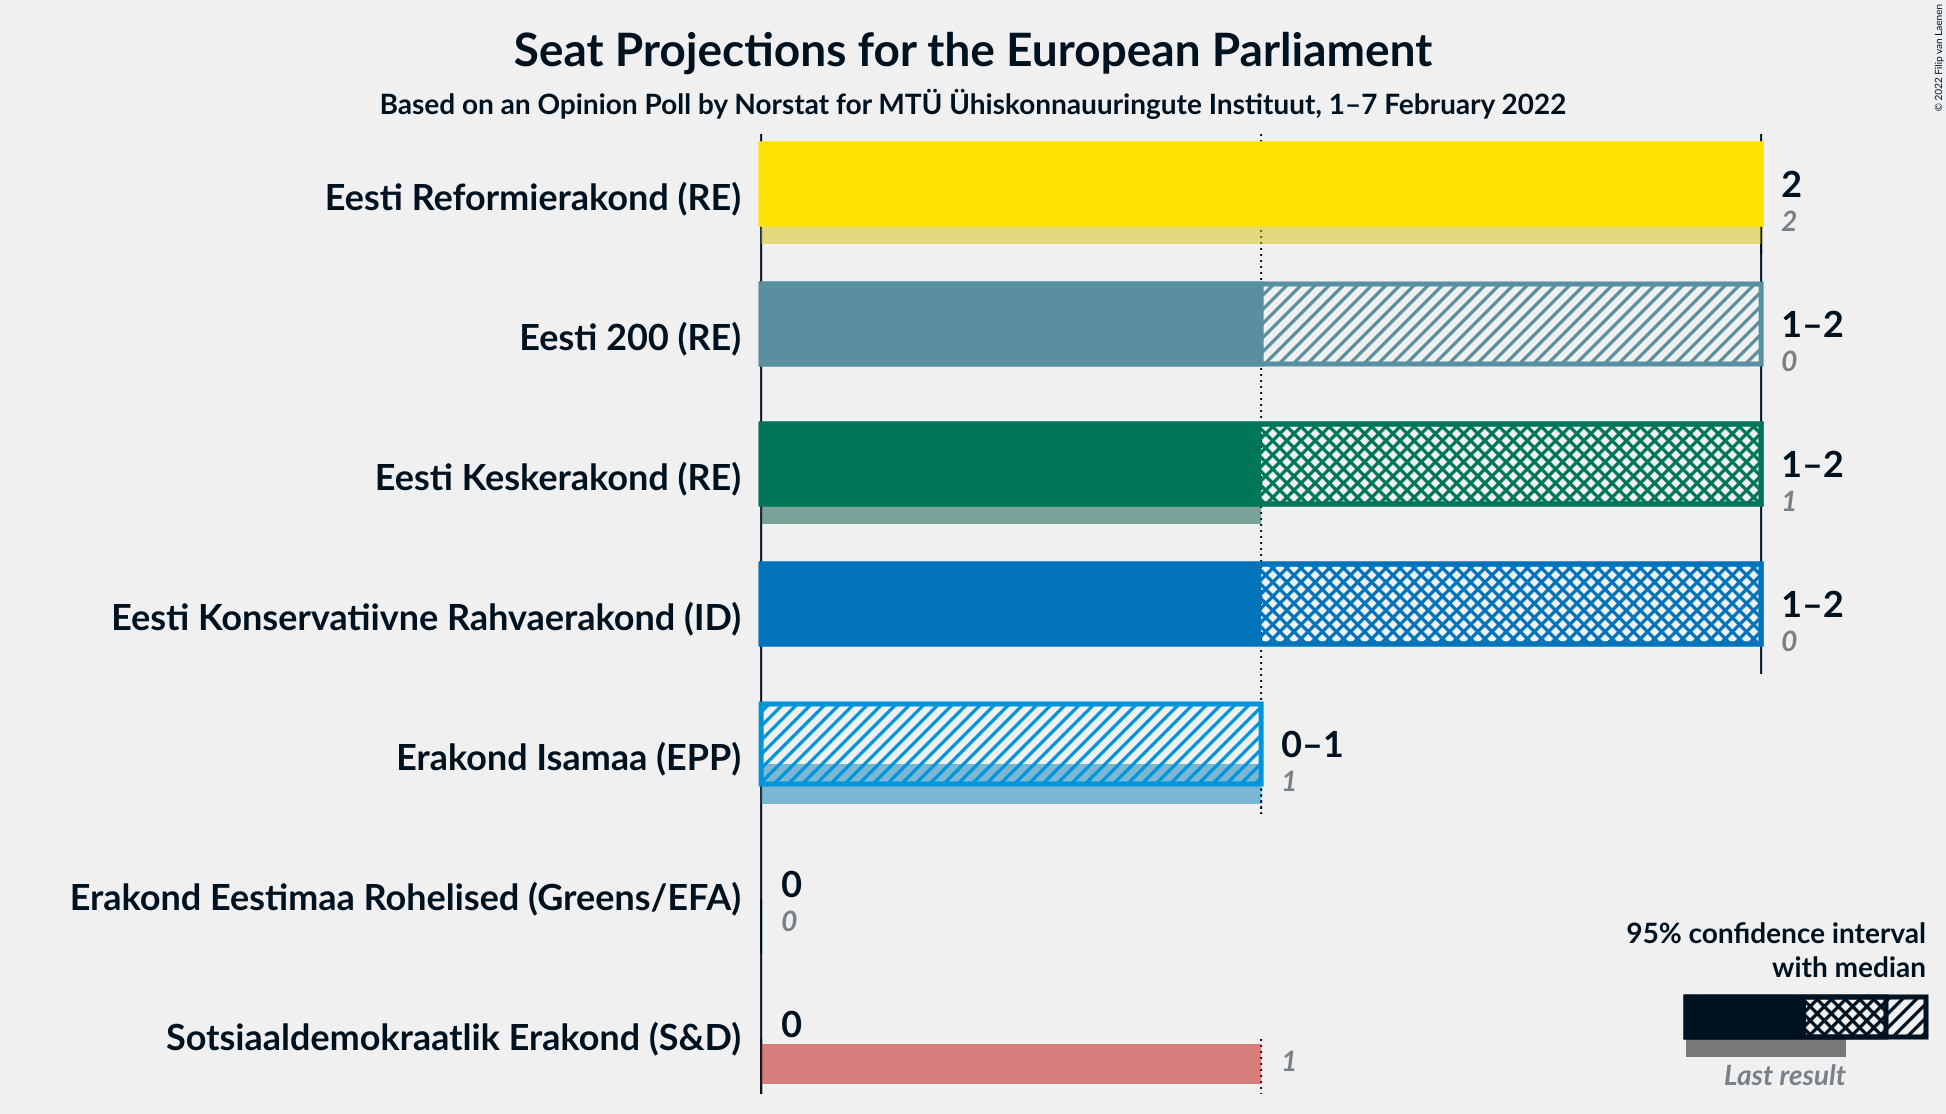 Seat Projections for the European Parliament
Based on an Opinion Poll by Norstat for MTÜ Ühiskonnauuringute Instituut, 1–7 February 2022
© 2022 Filip van Laenen
Eesti Reformierakond (RE)
2
2
Eesti 200 (RE)
1–2
0
Eesti Keskerakond (RE)
1–2
1
Eesti Konservatiivne Rahvaerakond (ID)
1–2
0
Erakond Isamaa (EPP)
0–1
1
Erakond Eestimaa Rohelised (Greens/EFA)
0
0
Sotsiaaldemokraatlik Erakond (S&D)
0
1
95% confidence interval
with median
Last result